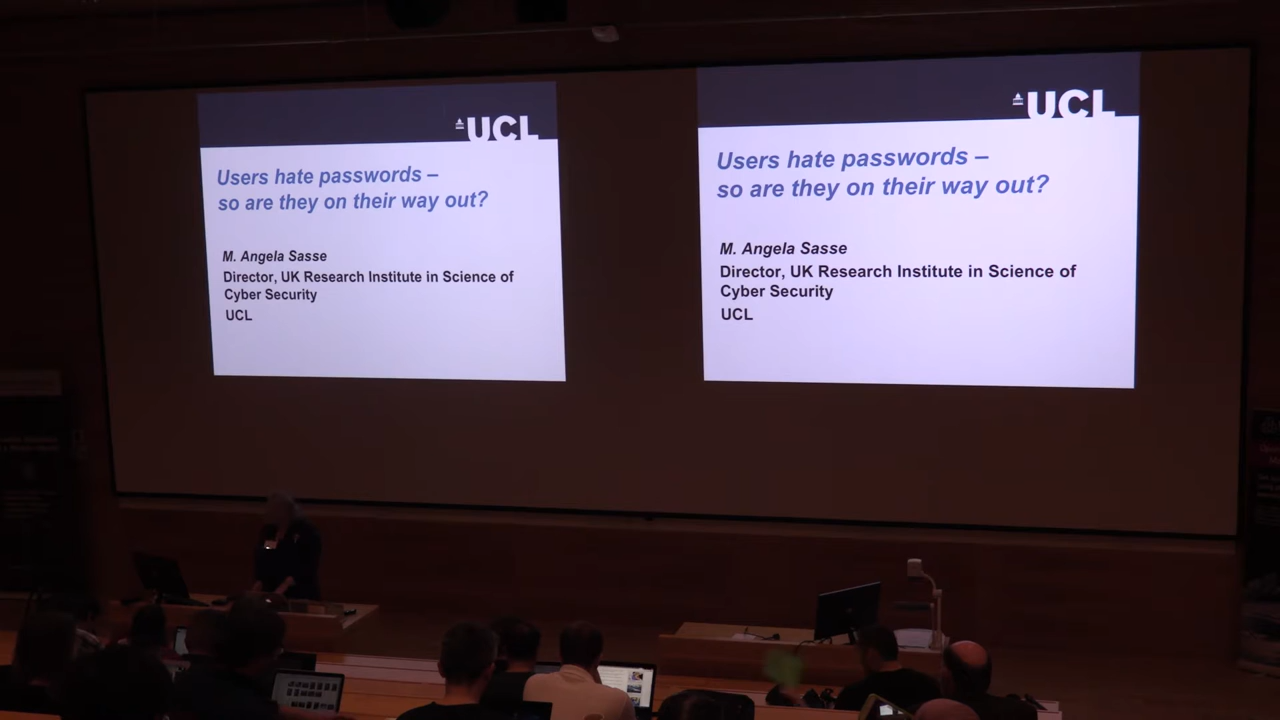 UCL
Users hate passwords –
so are they on their way out?
M. Angela Sasse
Director, UK Research Institute in Science of
Cyber Security
UCL
UCL
Users hate passwords –
so are they on their way out?
M. Angela Sasse
Director, UK Research Institute in Science of
Cyber Security
UCL